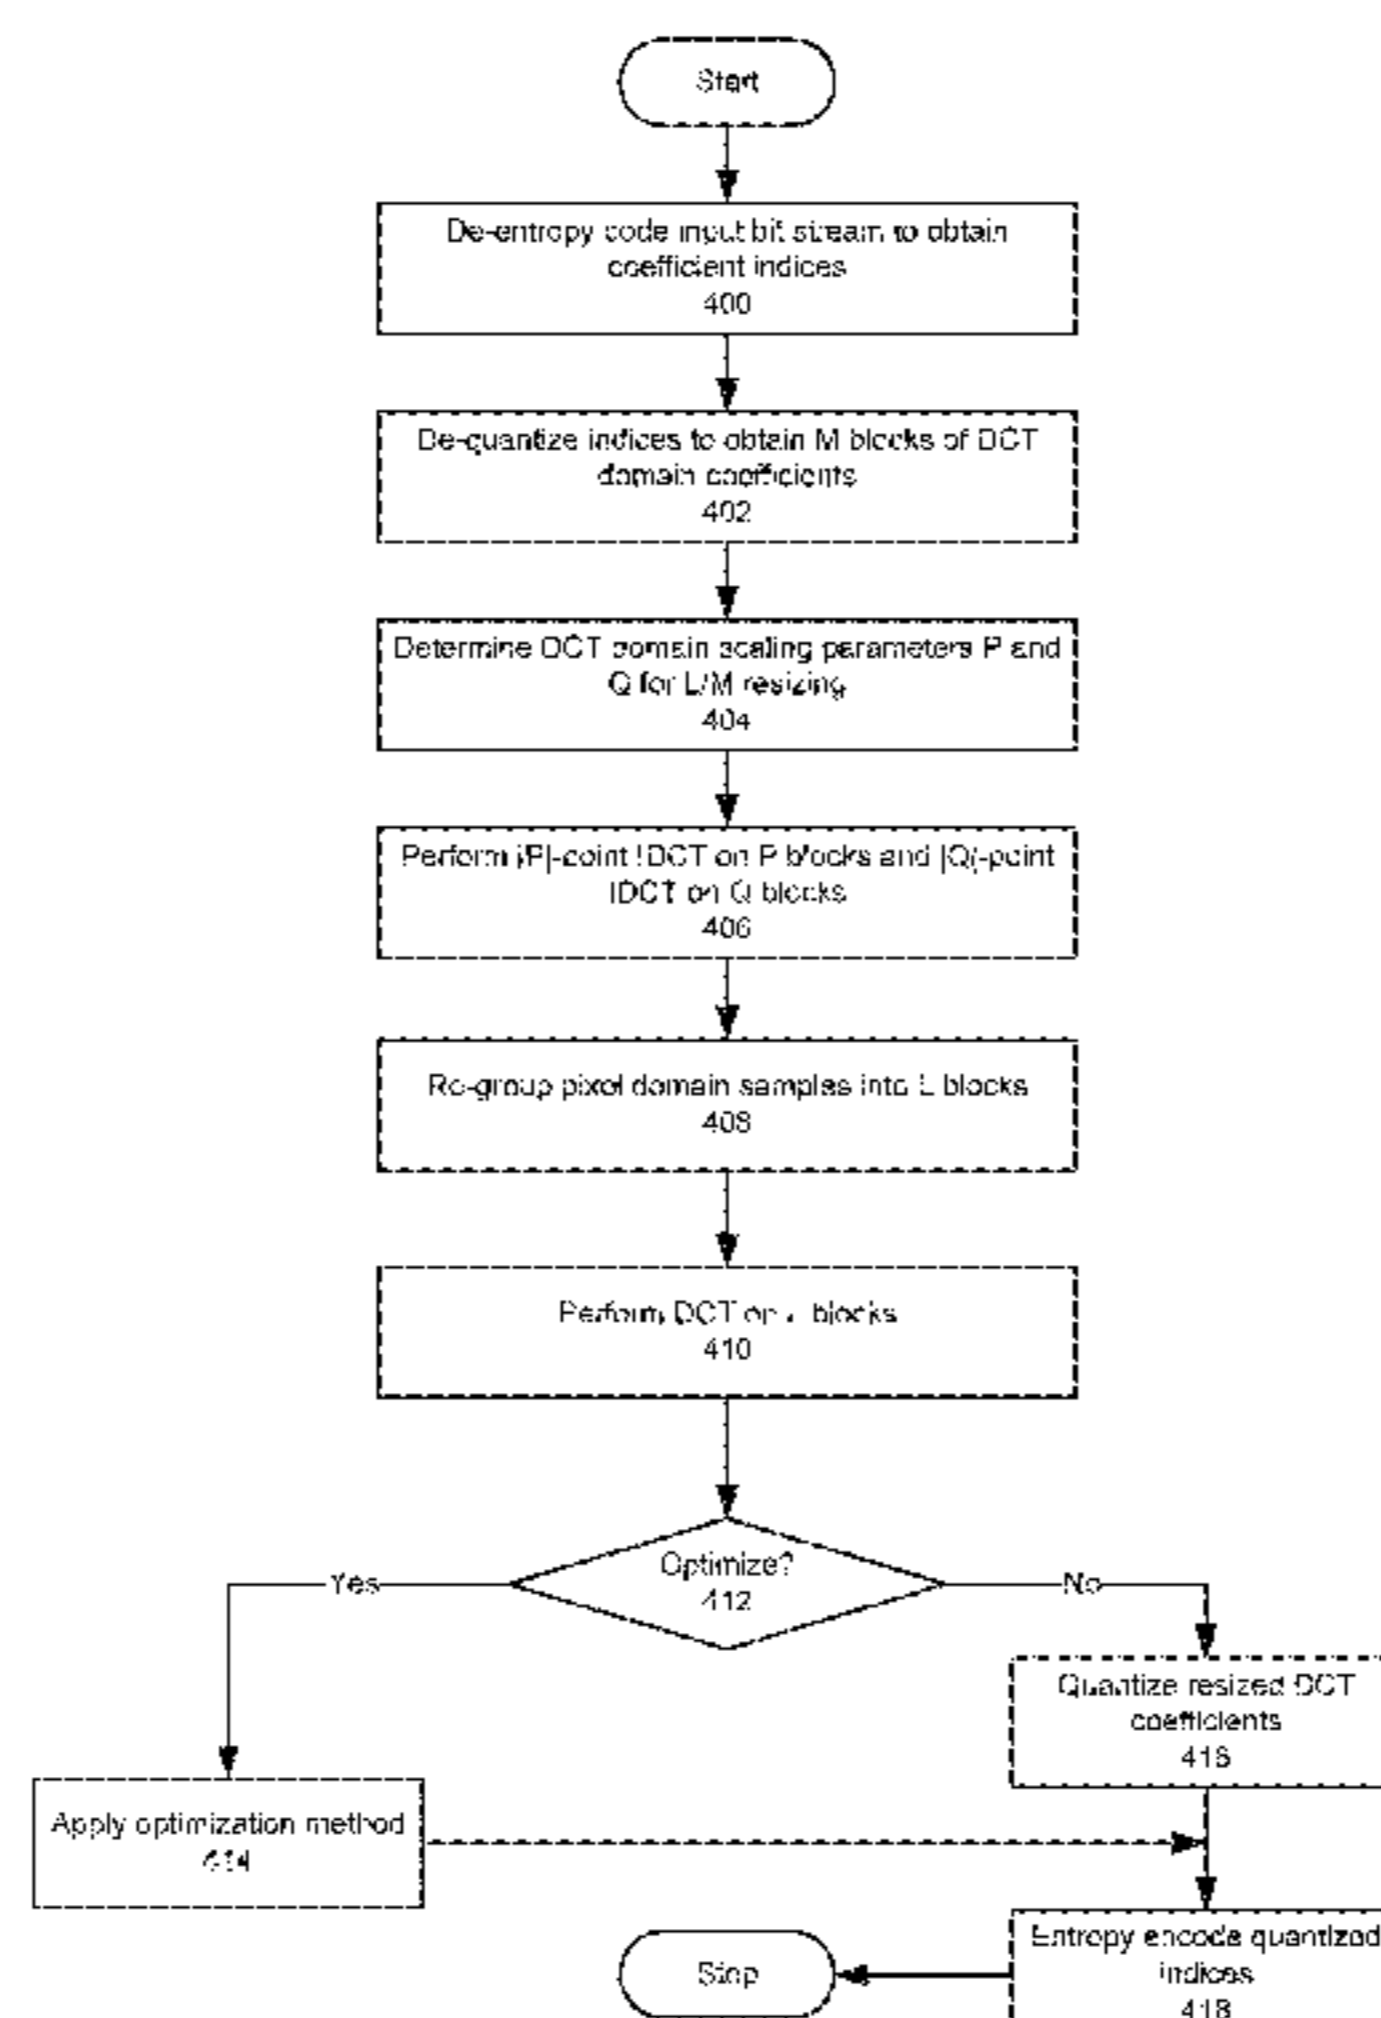 Start
De-entropy code input bit stream to obtain
coefficient indices
400
De-quantize indices to obtain M blocks of DCT
domain coefficients
402
Determine DCT domain scaling parameters P and
Q for L/M resizing
404
Perform |P|-point IDCT on P blocks and |Q|-point
IDCT on Q blocks
406
Re-group pixel domain samples into L blocks
408
Perform DCT on blocks
410
Optimize?
412
Yes
No
Quantize resized DCT
coefficients
416
Apply optimization method
414
Entropy encode quantized
indices
418
Stop